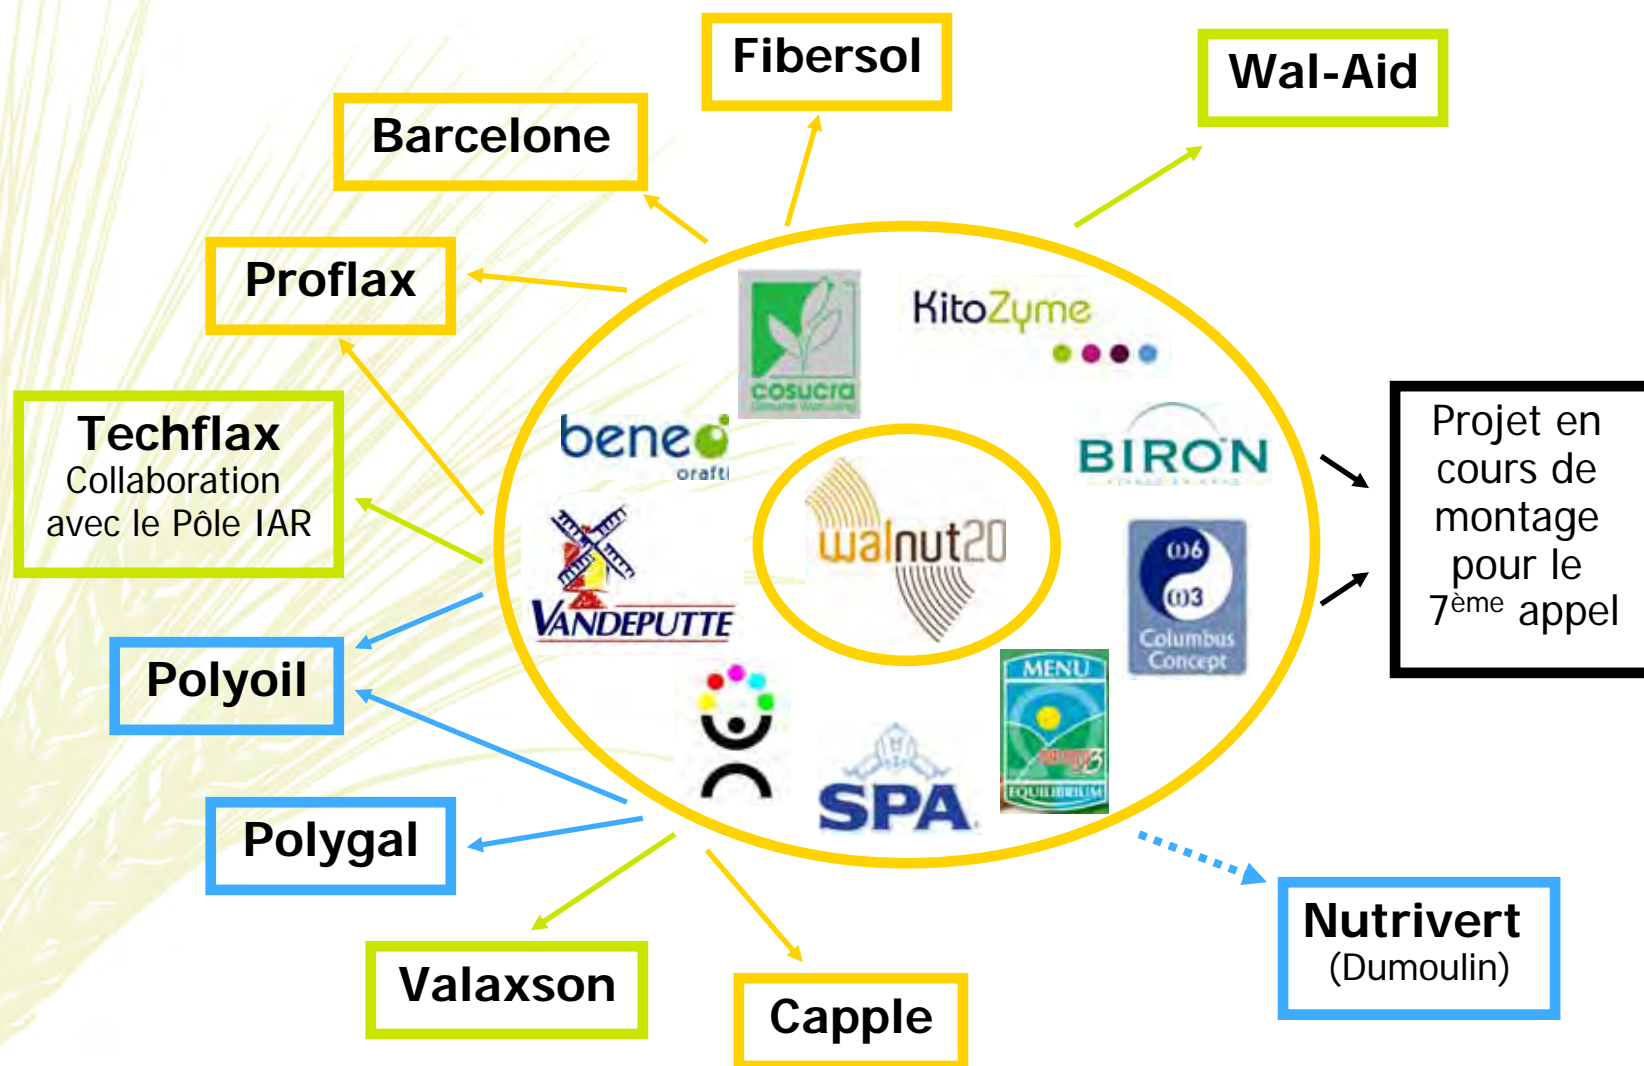 Fibersol
Wal-Aid
Barcelone
Proflax
cosucra
KitoZyme
Techflax
Collaboration
avec le Pôle IAR
beneo
orafti
BIRON
Projet en
cours de
montage
pour le
7ème appel
walnut20
VANDEPUTTE
ω6
ω3
Columbus
Concept
Polyoil
MENU
EQUILIBRIUM
SPA
Polygal
Nutrivert
(Dumoulin)
Valaxson
Capple